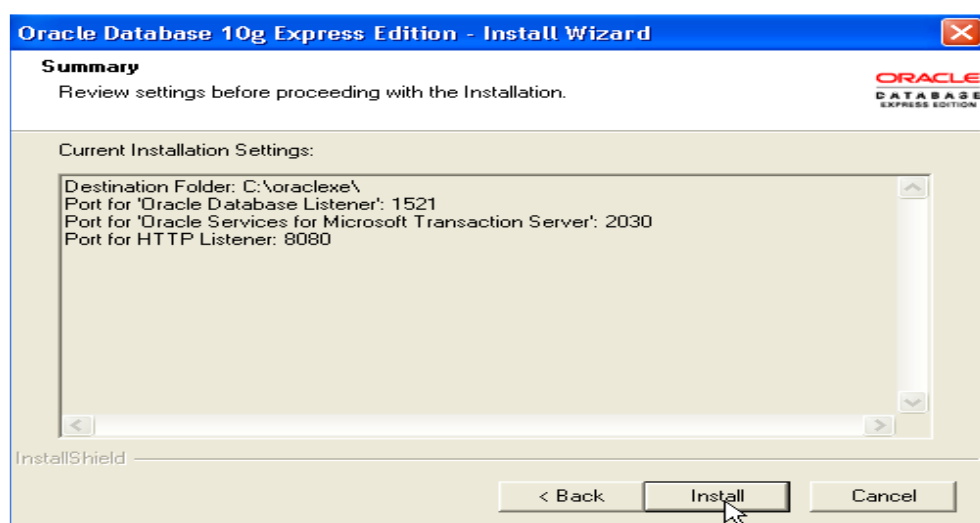 Oracle Database 10g Express Edition - Install Wizard
Summary
Review settings before proceeding with the Installation.
ORACLE
DATABASE
EXPRESS EDITION
Current Installation Settings:
Destination Folder: C:\oraclexe\
Port for 'Oracle Database Listener': 1521
Port for 'Oracle Services for Microsoft Transaction Server': 2030
Port for HTTP Listener: 8080
InstallShield
< Back
Install
Cancel